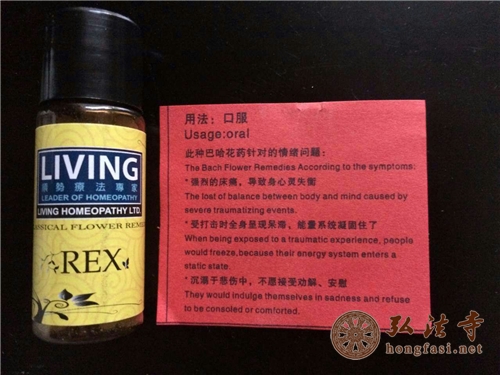 LIVING
順勢療法專家
LEADER OF HOMEOPATHY
LIVING HOMEOPATHY LTD.
SSICAL FLOWER REM
REX
用法：口服
Usage:oral
此种巴哈花药针对的情绪问题：
The Bach Flower Remedies According to the symptoms:
*强烈的床痛，导致身心灵失衡
The lost of balance between body and mind caused by
severe traumatizing events.
*受打击时全身呈现呆滞，能量系统凝固住了
When being exposed to a traumatic experience, people
would freeze,because their energy system enters a
static state.
*沉湎于悲伤中，不愿接受劝解、安慰
They would indulge themselves in sadness and refuse
to be consoled or comforted.
弘法寺
hongfasi.net